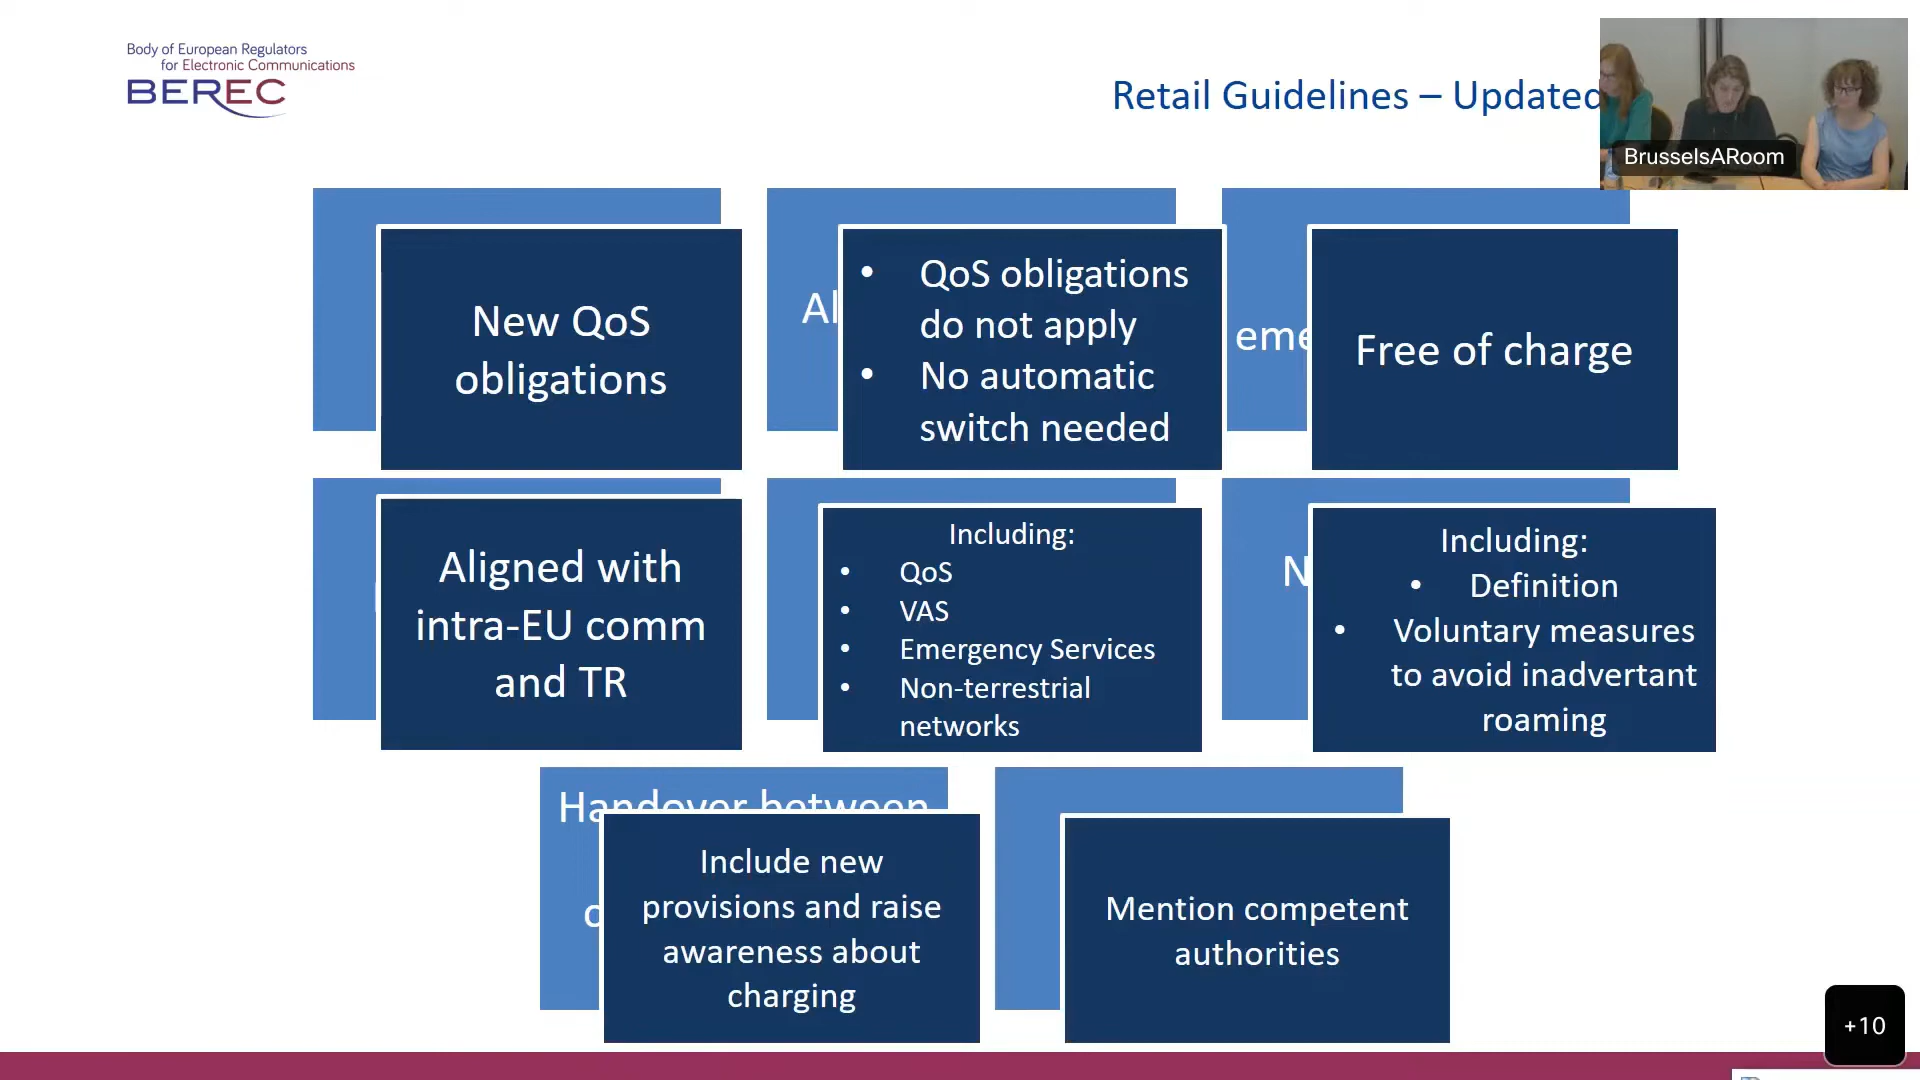 Body of European Regulators
for Electronic Communications
BEREC
Retail Guidelines – Updated
BrusselsARoom
New QoS
obligations
• QoS obligations
do not apply
• No automatic
switch needed
Free of charge
Aligned with
intra-EU comm
and TR
Including:
• QoS
• VAS
• Emergency Services
• Non-terrestrial
networks
Including:
• Definition
• Voluntary measures
to avoid inadvertant
roaming
Handover between
Include new
provisions and raise
awareness about
charging
Mention competent
authorities
+10